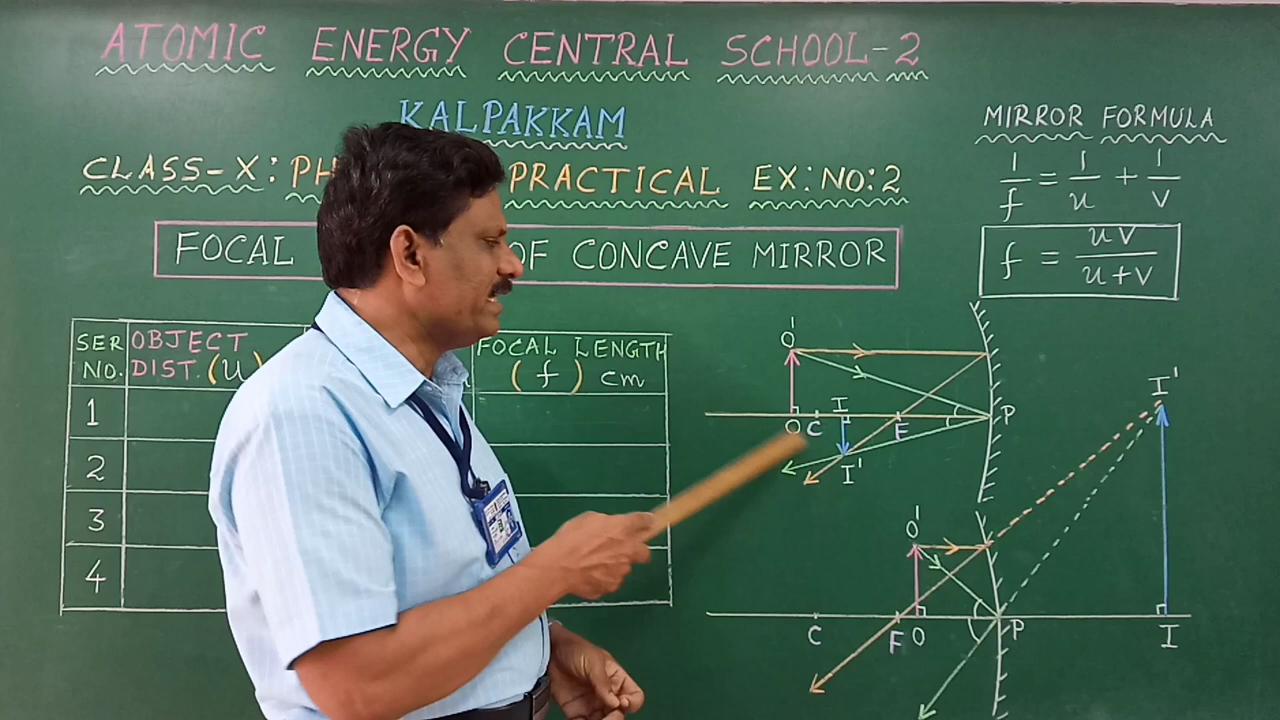 ATOMIC ENERGY CENTRAL SCHOOL-2
KALPAKKAM
CLASS-X: PH PRACTICAL EX: NO: 2
FOCAL OF CONCAVE MIRROR
MIRROR FORMULA
1/f = 1/u + 1/v
f = uv/u+v
SER NO. OBJECT DIST. (u) FOCAL LENGTH (f) cm
1
2
3
4
O'
I
O C F P
I'
I'
O'
C F O P I